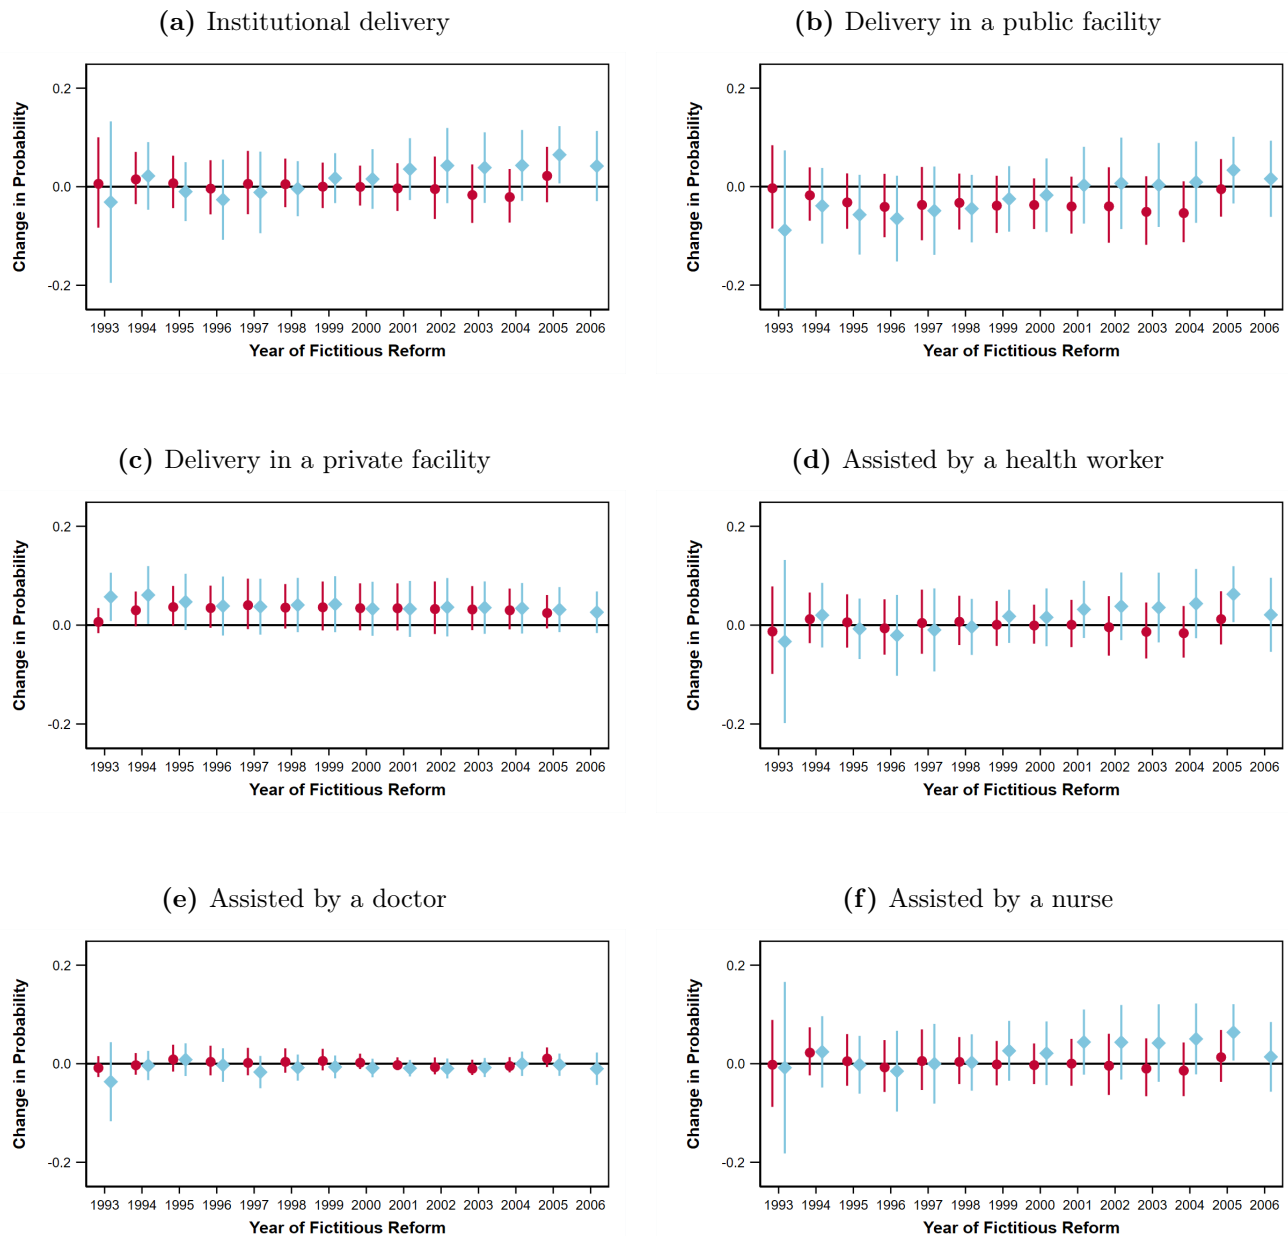 (a) Institutional delivery
(b) Delivery in a public facility
0.2
0.0
-0.2
Change in Probability
1993 1994 1995 1996 1997 1998 1999 2000 2001 2002 2003 2004 2005 2006
Year of Fictitious Reform
0.2
0.0
-0.2
Change in Probability
1993 1994 1995 1996 1997 1998 1999 2000 2001 2002 2003 2004 2005 2006
Year of Fictitious Reform
(c) Delivery in a private facility
(d) Assisted by a health worker
0.2
0.0
-0.2
Change in Probability
1993 1994 1995 1996 1997 1998 1999 2000 2001 2002 2003 2004 2005 2006
Year of Fictitious Reform
0.2
0.0
-0.2
Change in Probability
1993 1994 1995 1996 1997 1998 1999 2000 2001 2002 2003 2004 2005 2006
Year of Fictitious Reform
(e) Assisted by a doctor
(f) Assisted by a nurse
0.2
0.0
-0.2
Change in Probability
1993 1994 1995 1996 1997 1998 1999 2000 2001 2002 2003 2004 2005 2006
Year of Fictitious Reform
0.2
0.0
-0.2
Change in Probability
1993 1994 1995 1996 1997 1998 1999 2000 2001 2002 2003 2004 2005 2006
Year of Fictitious Reform